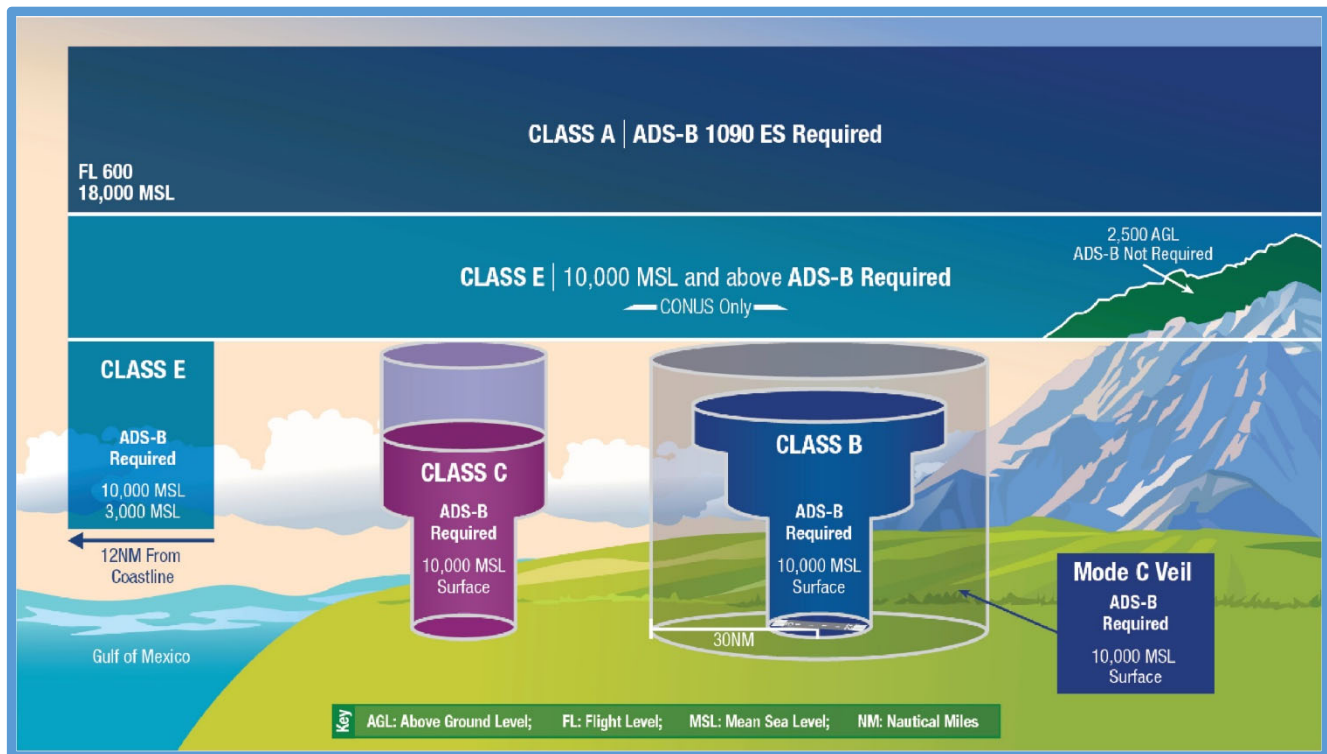 CLASS A | ADS-B 1090 ES Required
FL 600
18,000 MSL
2,500 AGL
ADS-B Not Required
CLASS E | 10,000 MSL and above ADS-B Required
CONUS Only
CLASS E
ADS-B
Required
10,000 MSL
3,000 MSL
12NM From
Coastline
Gulf of Mexico
CLASS C
ADS-B
Required
10,000 MSL
Surface
CLASS B
ADS-B
Required
10,000 MSL
Surface
30NM
Mode C Veil
ADS-B
Required
10,000 MSL
Surface
Key AGL: Above Ground Level; FL: Flight Level; MSL: Mean Sea Level; NM: Nautical Miles